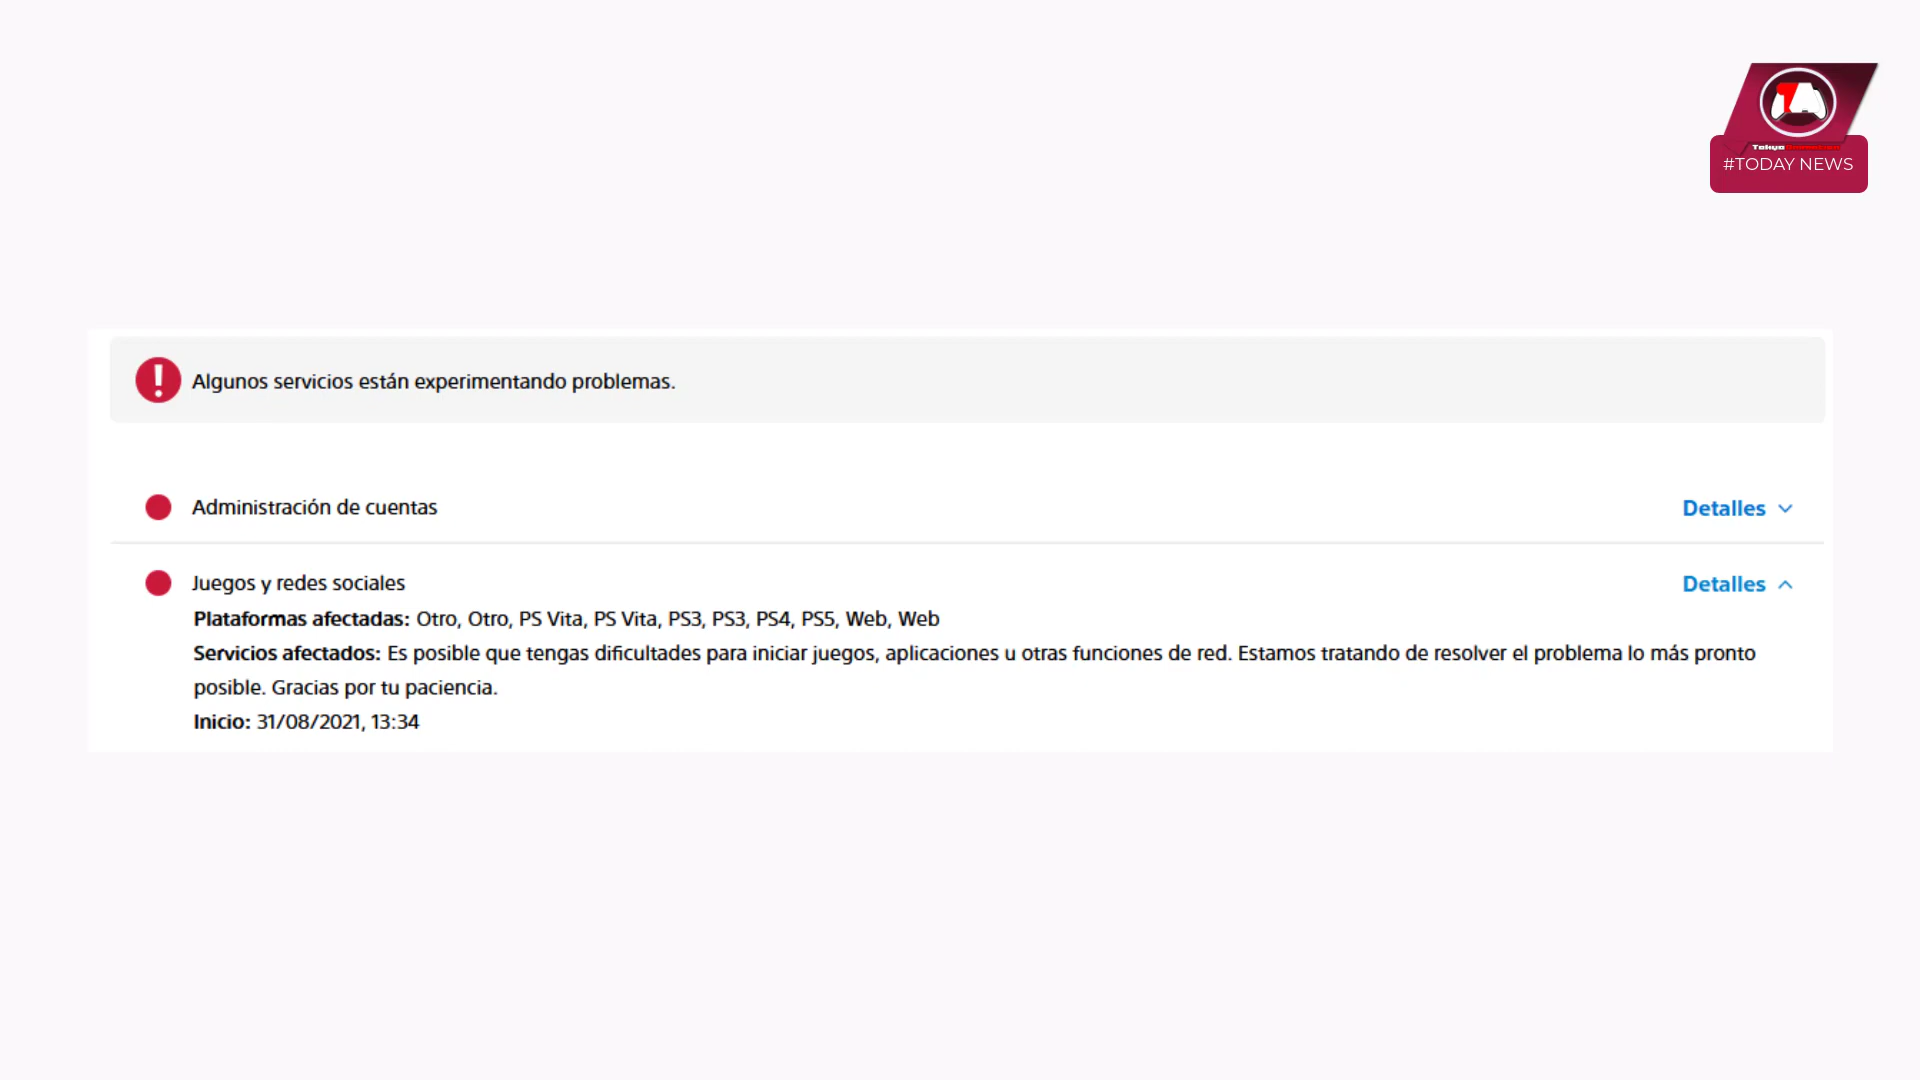 #TODAY NEWS
Algunos servicios están experimentando problemas.
Administración de cuentas
Detalles
Juegos y redes sociales
Detalles
Plataformas afectadas: Otro, Otro, PS Vita, PS Vita, PS3, PS3, PS4, PS5, Web, Web
Servicios afectados: Es posible que tengas dificultades para iniciar juegos, aplicaciones u otras funciones de red. Estamos tratando de resolver el problema lo más pronto
posible. Gracias por tu paciencia.
Inicio: 31/08/2021, 13:34